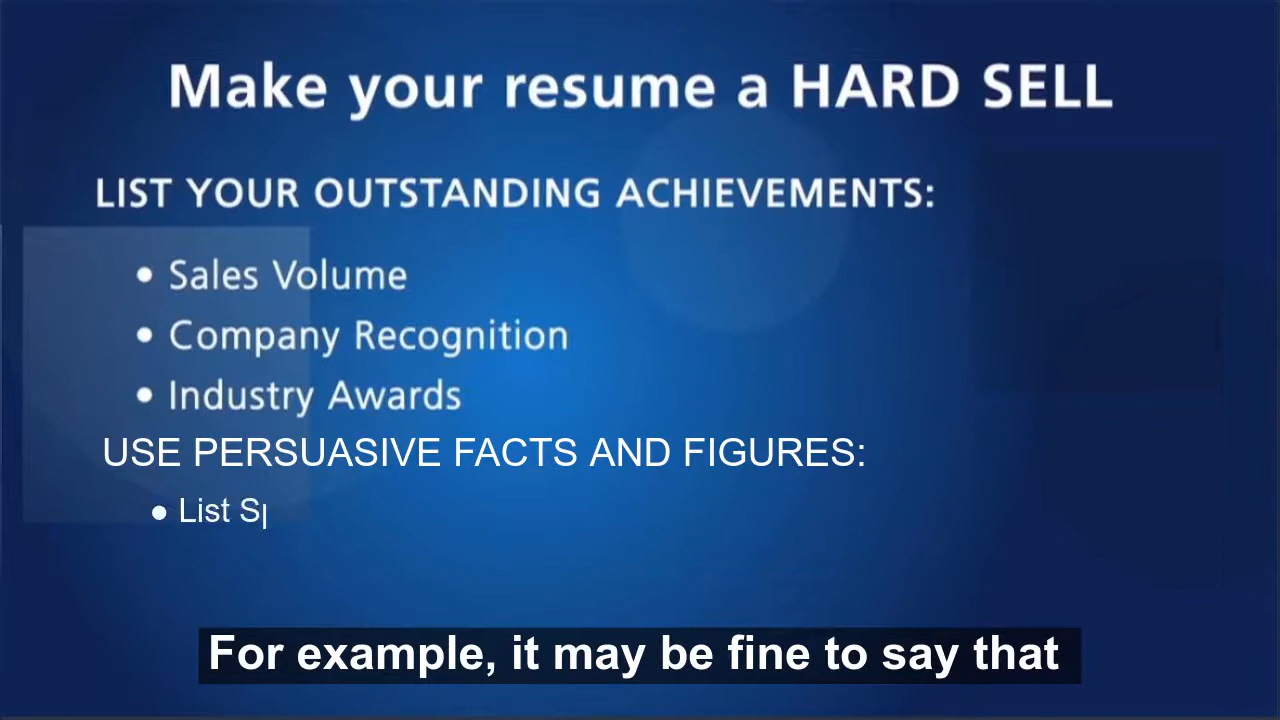 Make your resume a HARD SELL
LIST YOUR OUTSTANDING ACHIEVEMENTS:
• Sales Volume
• Company Recognition
• Industry Awards
USE PERSUASIVE FACTS AND FIGURES:
• List
For example, it may be fine to say that